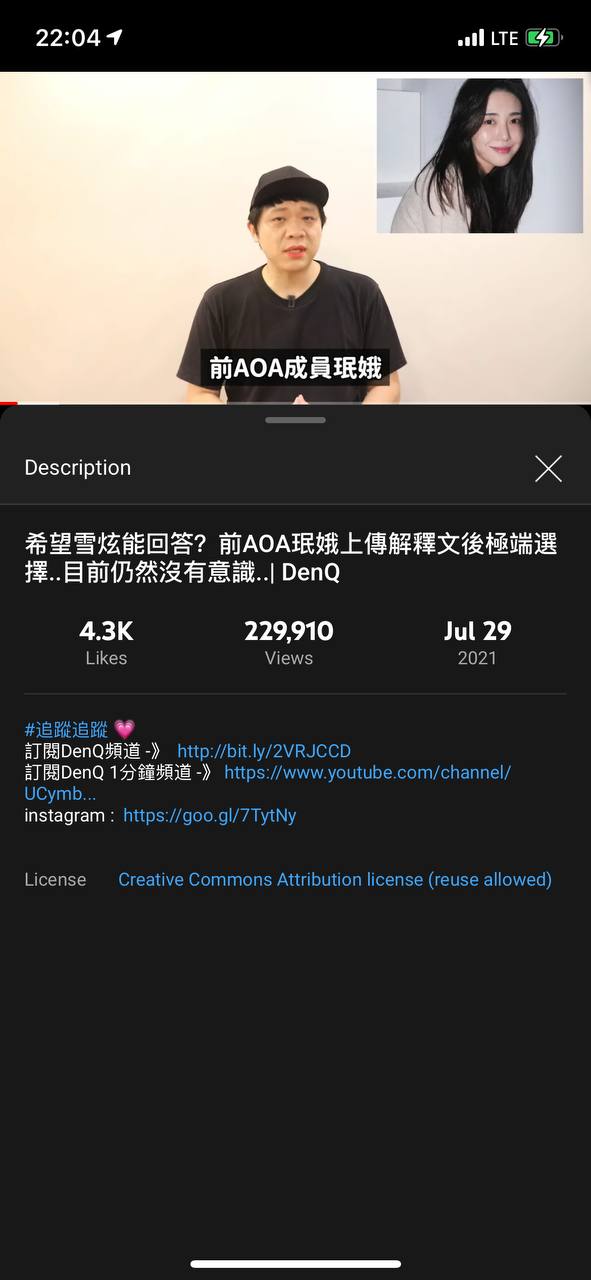 22:04
LTE
前AOA成員珉娥
Description
希望雪炫能回答？前AOA珉娥上傳解釋文後極端選
擇..目前仍然沒有意識..| DenQ
4.3K 229,910 Jul 29
Likes Views 2021
#追蹤追蹤 💗
訂閱DenQ頻道 -》 http://bit.ly/2VRJCCD
訂閱DenQ 1分鐘頻道 -》 https://www.youtube.com/channel/
UCymb...
instagram : https://goo.gl/7TytNy
License Creative Commons Attribution license (reuse allowed)